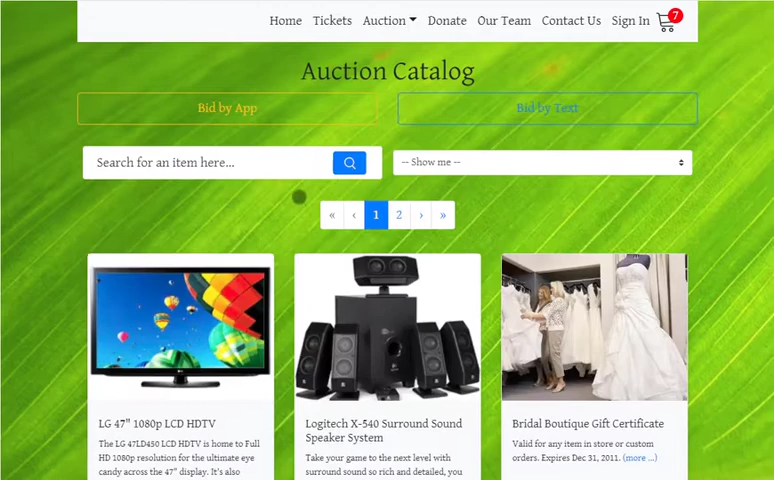 Home Tickets Auction Donate Our Team Contact Us Sign In 7
Auction Catalog
Bid by App
Bid by Text
Search for an item here...
-- Show me --
« ‹ 1 2 › »
LG 47" 1080p LCD HDTV
The LG 47LD450 LCD HDTV is home to Full
HD 1080p resolution for the ultimate eye
candy across the 47" display. It's also
Logitech X-540 Surround Sound
Speaker System
Take your game to the next level with
surround sound so rich and detailed, you
Bridal Boutique Gift Certificate
Valid for any item in store or custom
orders. Expires Dec 31, 2011. (more ...)